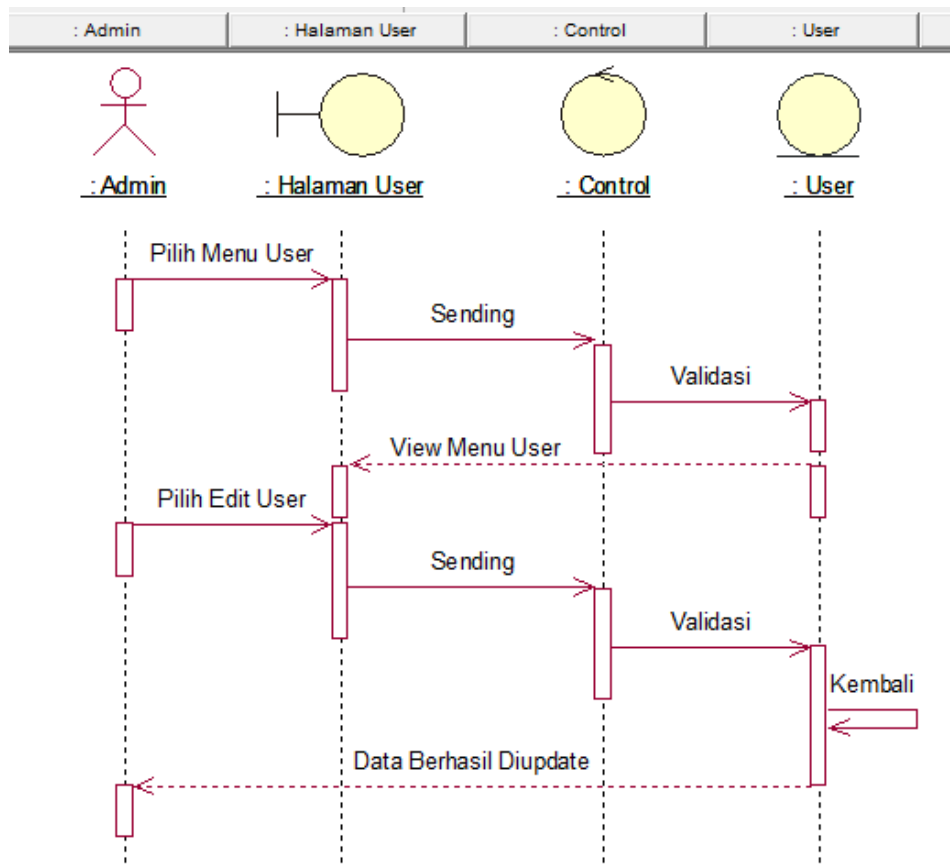 : Admin
: Halaman User
: Control
: User
: Admin
: Halaman User
: Control
: User
Pilih Menu User
Sending
Validasi
View Menu User
Pilih Edit User
Sending
Validasi
Kembali
Data Berhasil Diupdate